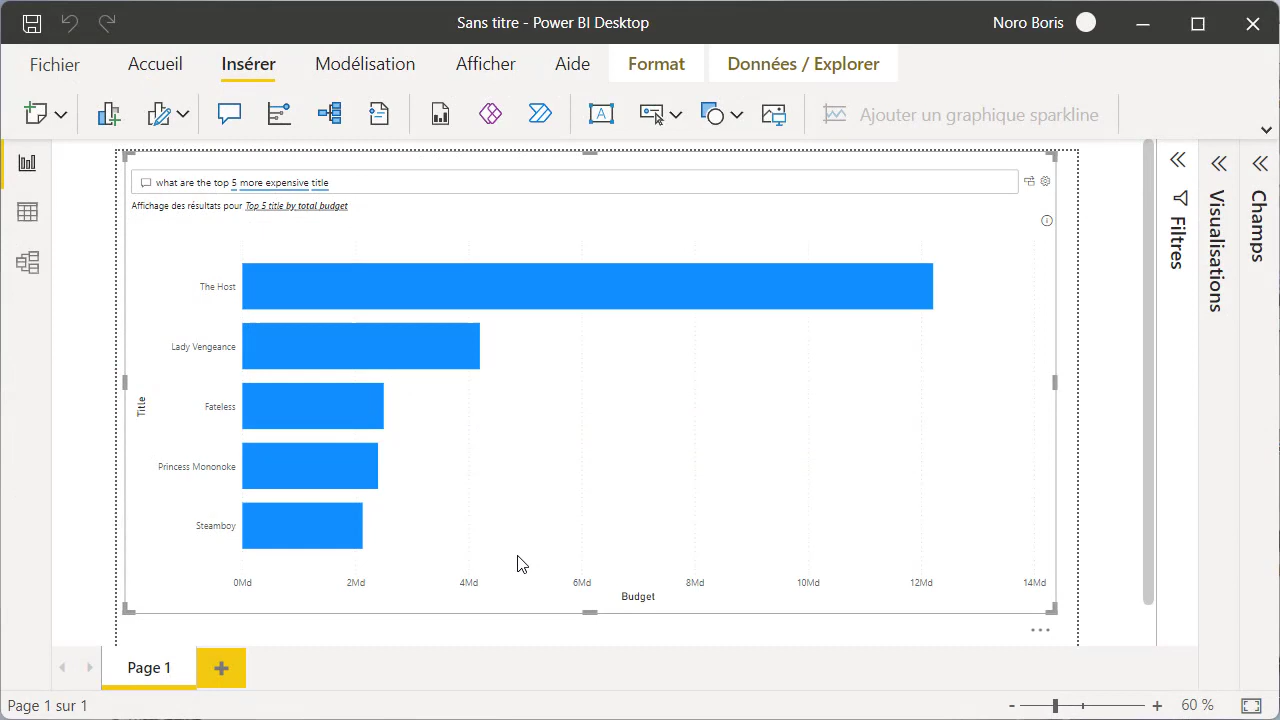 Sans titre - Power BI Desktop
Noro Boris
Fichier
Accueil
Insérer
Modélisation
Afficher
Aide
Format
Données / Explorer
Ajouter un graphique sparkline
what are the top 5 more expensive title
Affichage des résultats pour Top 5 title by total budget
The Host
Lady Vengeance
Fateless
Princess Mononoke
Steamboy
Title
0Md
2Md
4Md
6Md
8Md
10Md
12Md
14Md
Budget
Filtres
Visualisations
Champs
Page 1
Page 1 sur 1
60 %